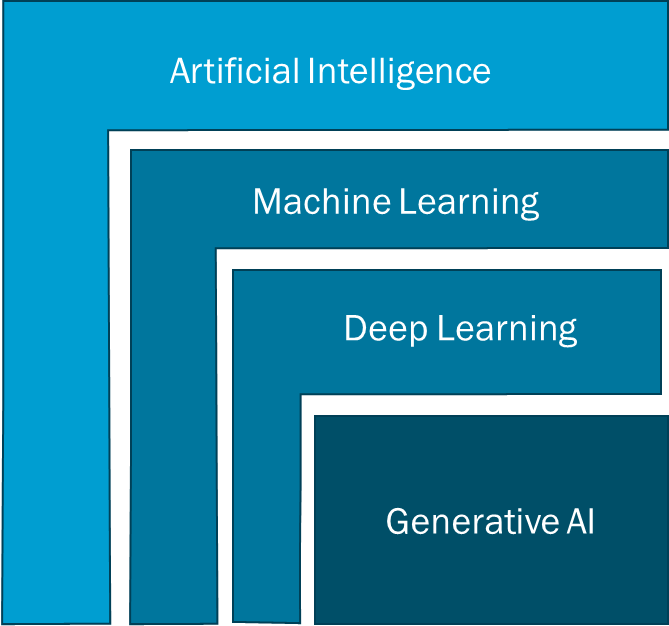 Artificial Intelligence
Machine Learning
Deep Learning
Generative AI